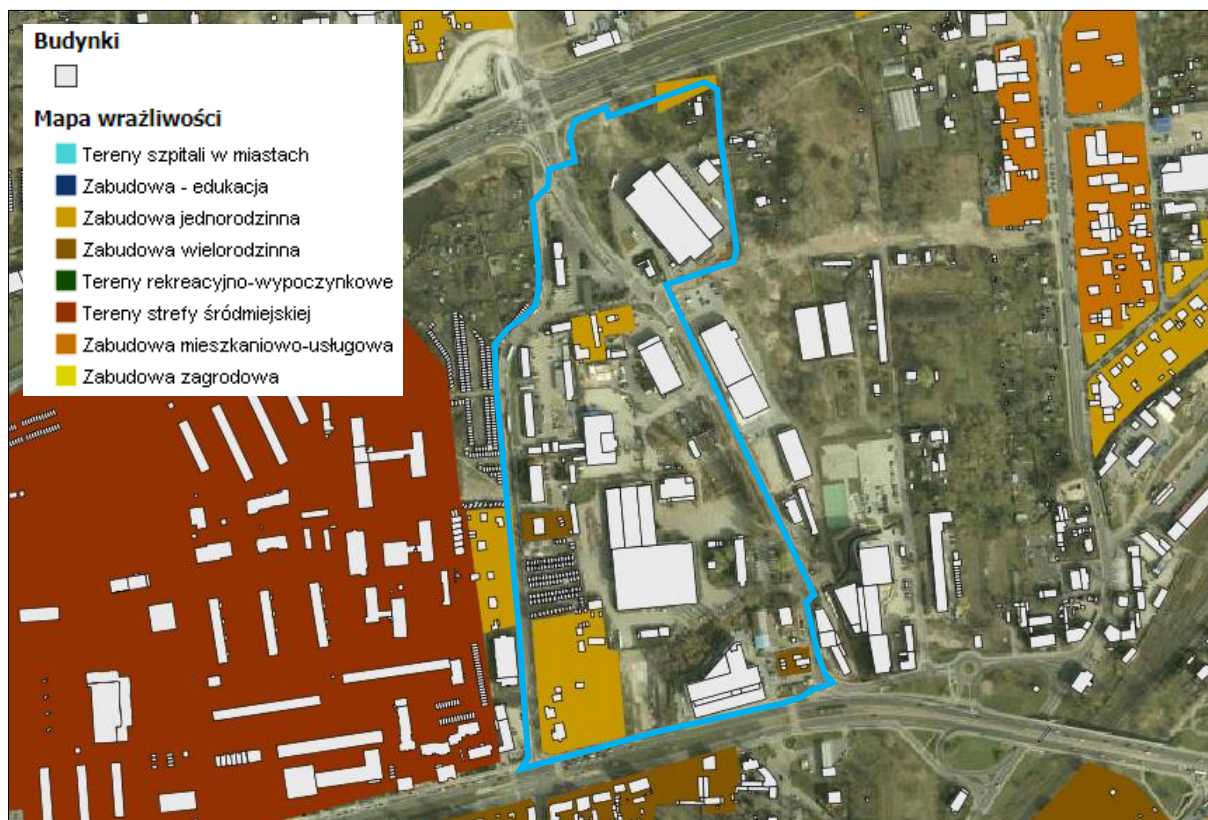 Budynki
Mapa wrażliwości
Tereny szpitali w miastach
Zabudowa - edukacja
Zabudowa jednorodzinna
Zabudowa wielorodzinna
Tereny rekreacyjno-wypoczynkowe
Tereny strefy śródmiejskiej
Zabudowa mieszkaniowo-usługowa
Zabudowa zagrodowa